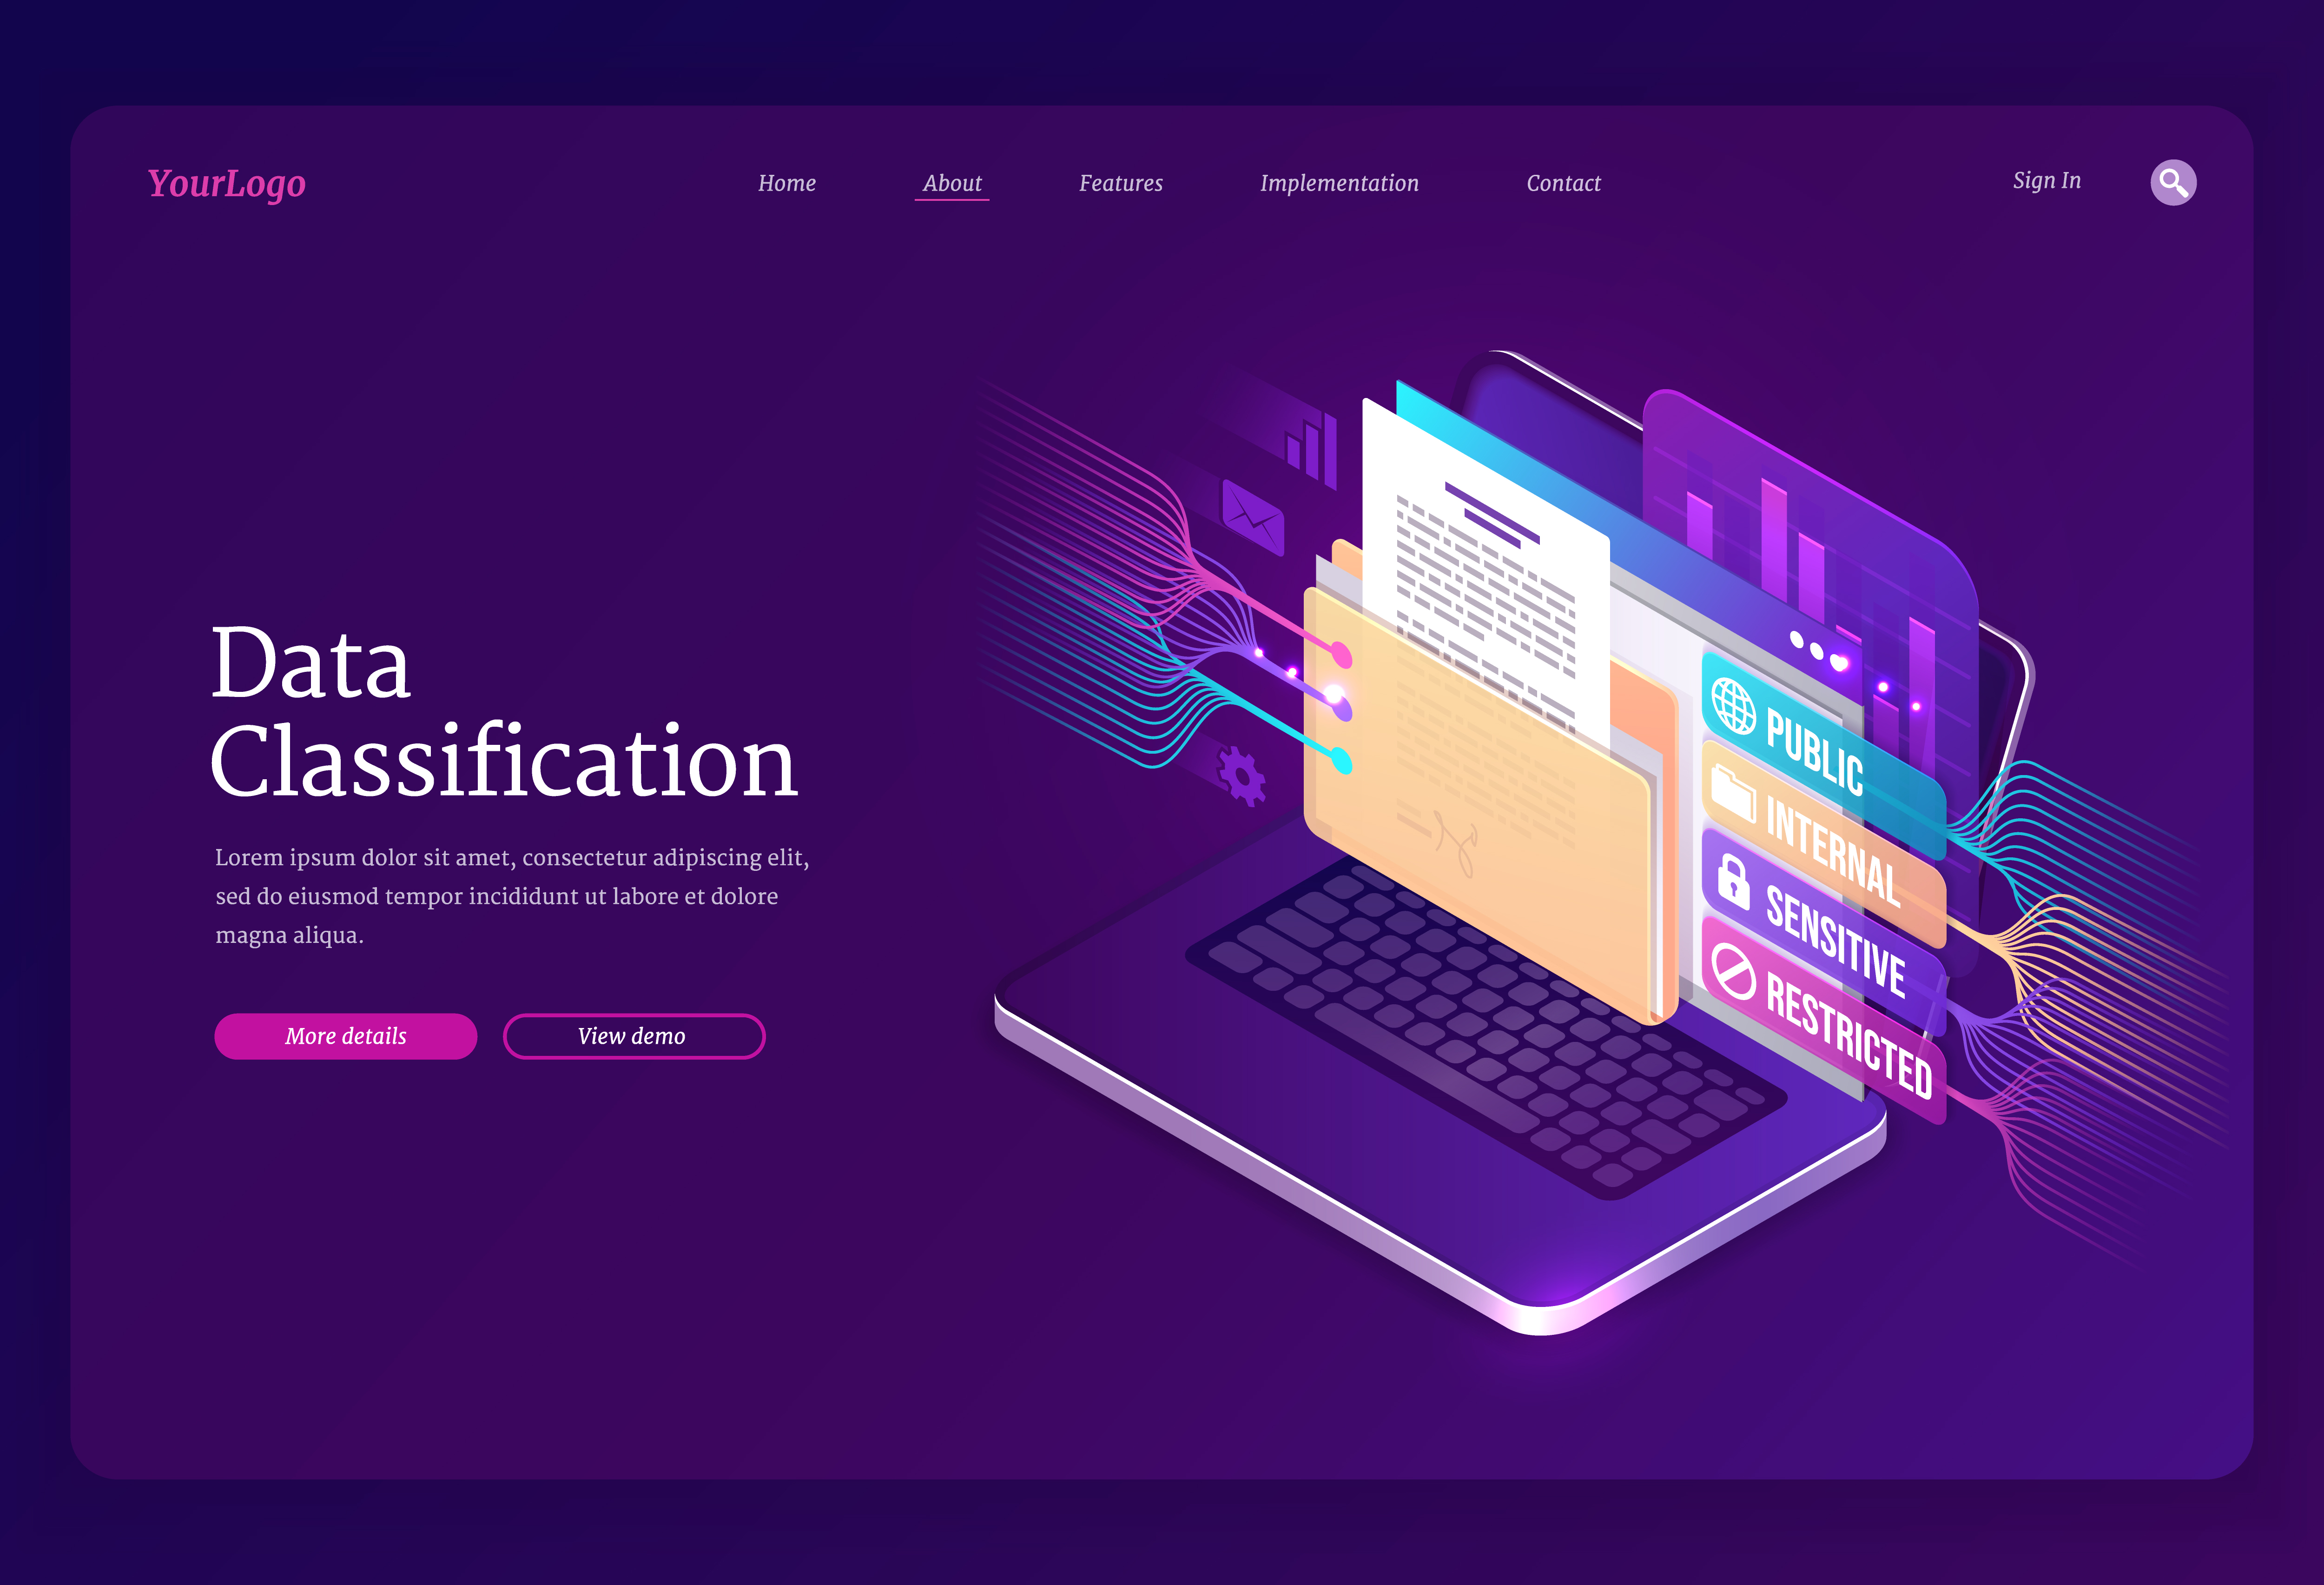 YourLogo
Home
About
Features
Implementation
Contact
Sign In
Data
Classification
Lorem ipsum dolor sit amet, consectetur adipiscing elit,
sed do eiusmod tempor incididunt ut labore et dolore
magna aliqua.
More details
View demo
PUBLIC
INTERNAL
SENSITIVE
RESTRICTED